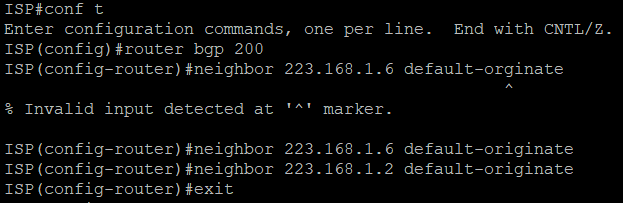 ISP#conf t
Enter configuration commands, one per line.  End with CNTL/Z.
ISP(config)#router bgp 200
ISP(config-router)#neighbor 223.168.1.6 default-orginate
^
% Invalid input detected at '^' marker.
ISP(config-router)#neighbor 223.168.1.6 default-originate
ISP(config-router)#neighbor 223.168.1.2 default-originate
ISP(config-router)#exit